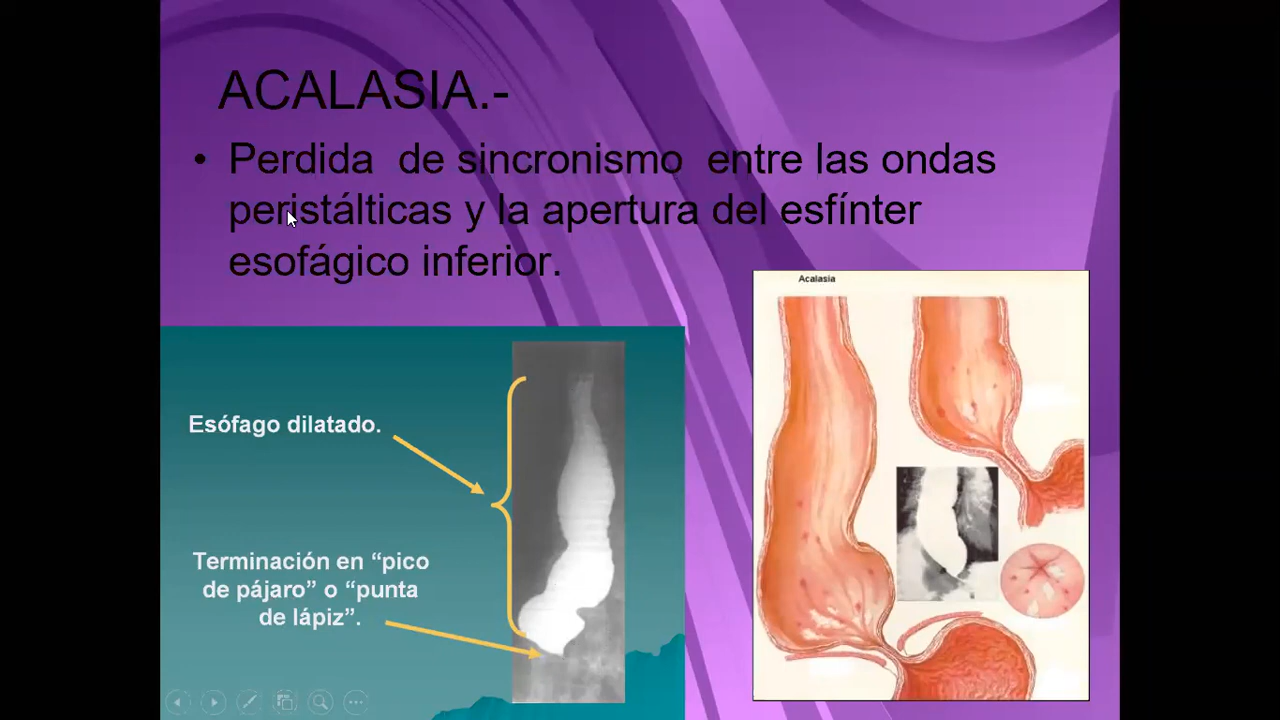 ACALASIA.-
• Perdida de sincronismo entre las ondas
peristálticas y la apertura del esfínter
esofágico inferior.
Acalasia
Esófago dilatado.
Terminación en “pico
de pájaro” o “punta
de lápiz”.